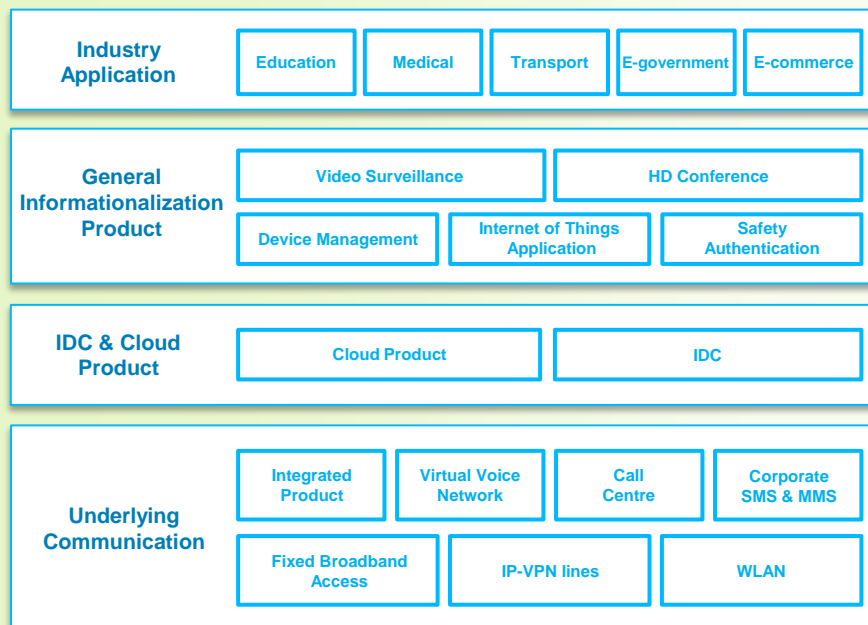 Industry
Application
Education
Medical
Transport
E-government
E-commerce
General
Informationalization
Product
Video Surveillance
HD Conference
Device Management
Internet of Things
Application
Safety
Authentication
IDC & Cloud
Product
Cloud Product
IDC
Underlying
Communication
Integrated
Product
Virtual Voice
Network
Call
Centre
Corporate
SMS & MMS
Fixed Broadband
Access
IP-VPN lines
WLAN